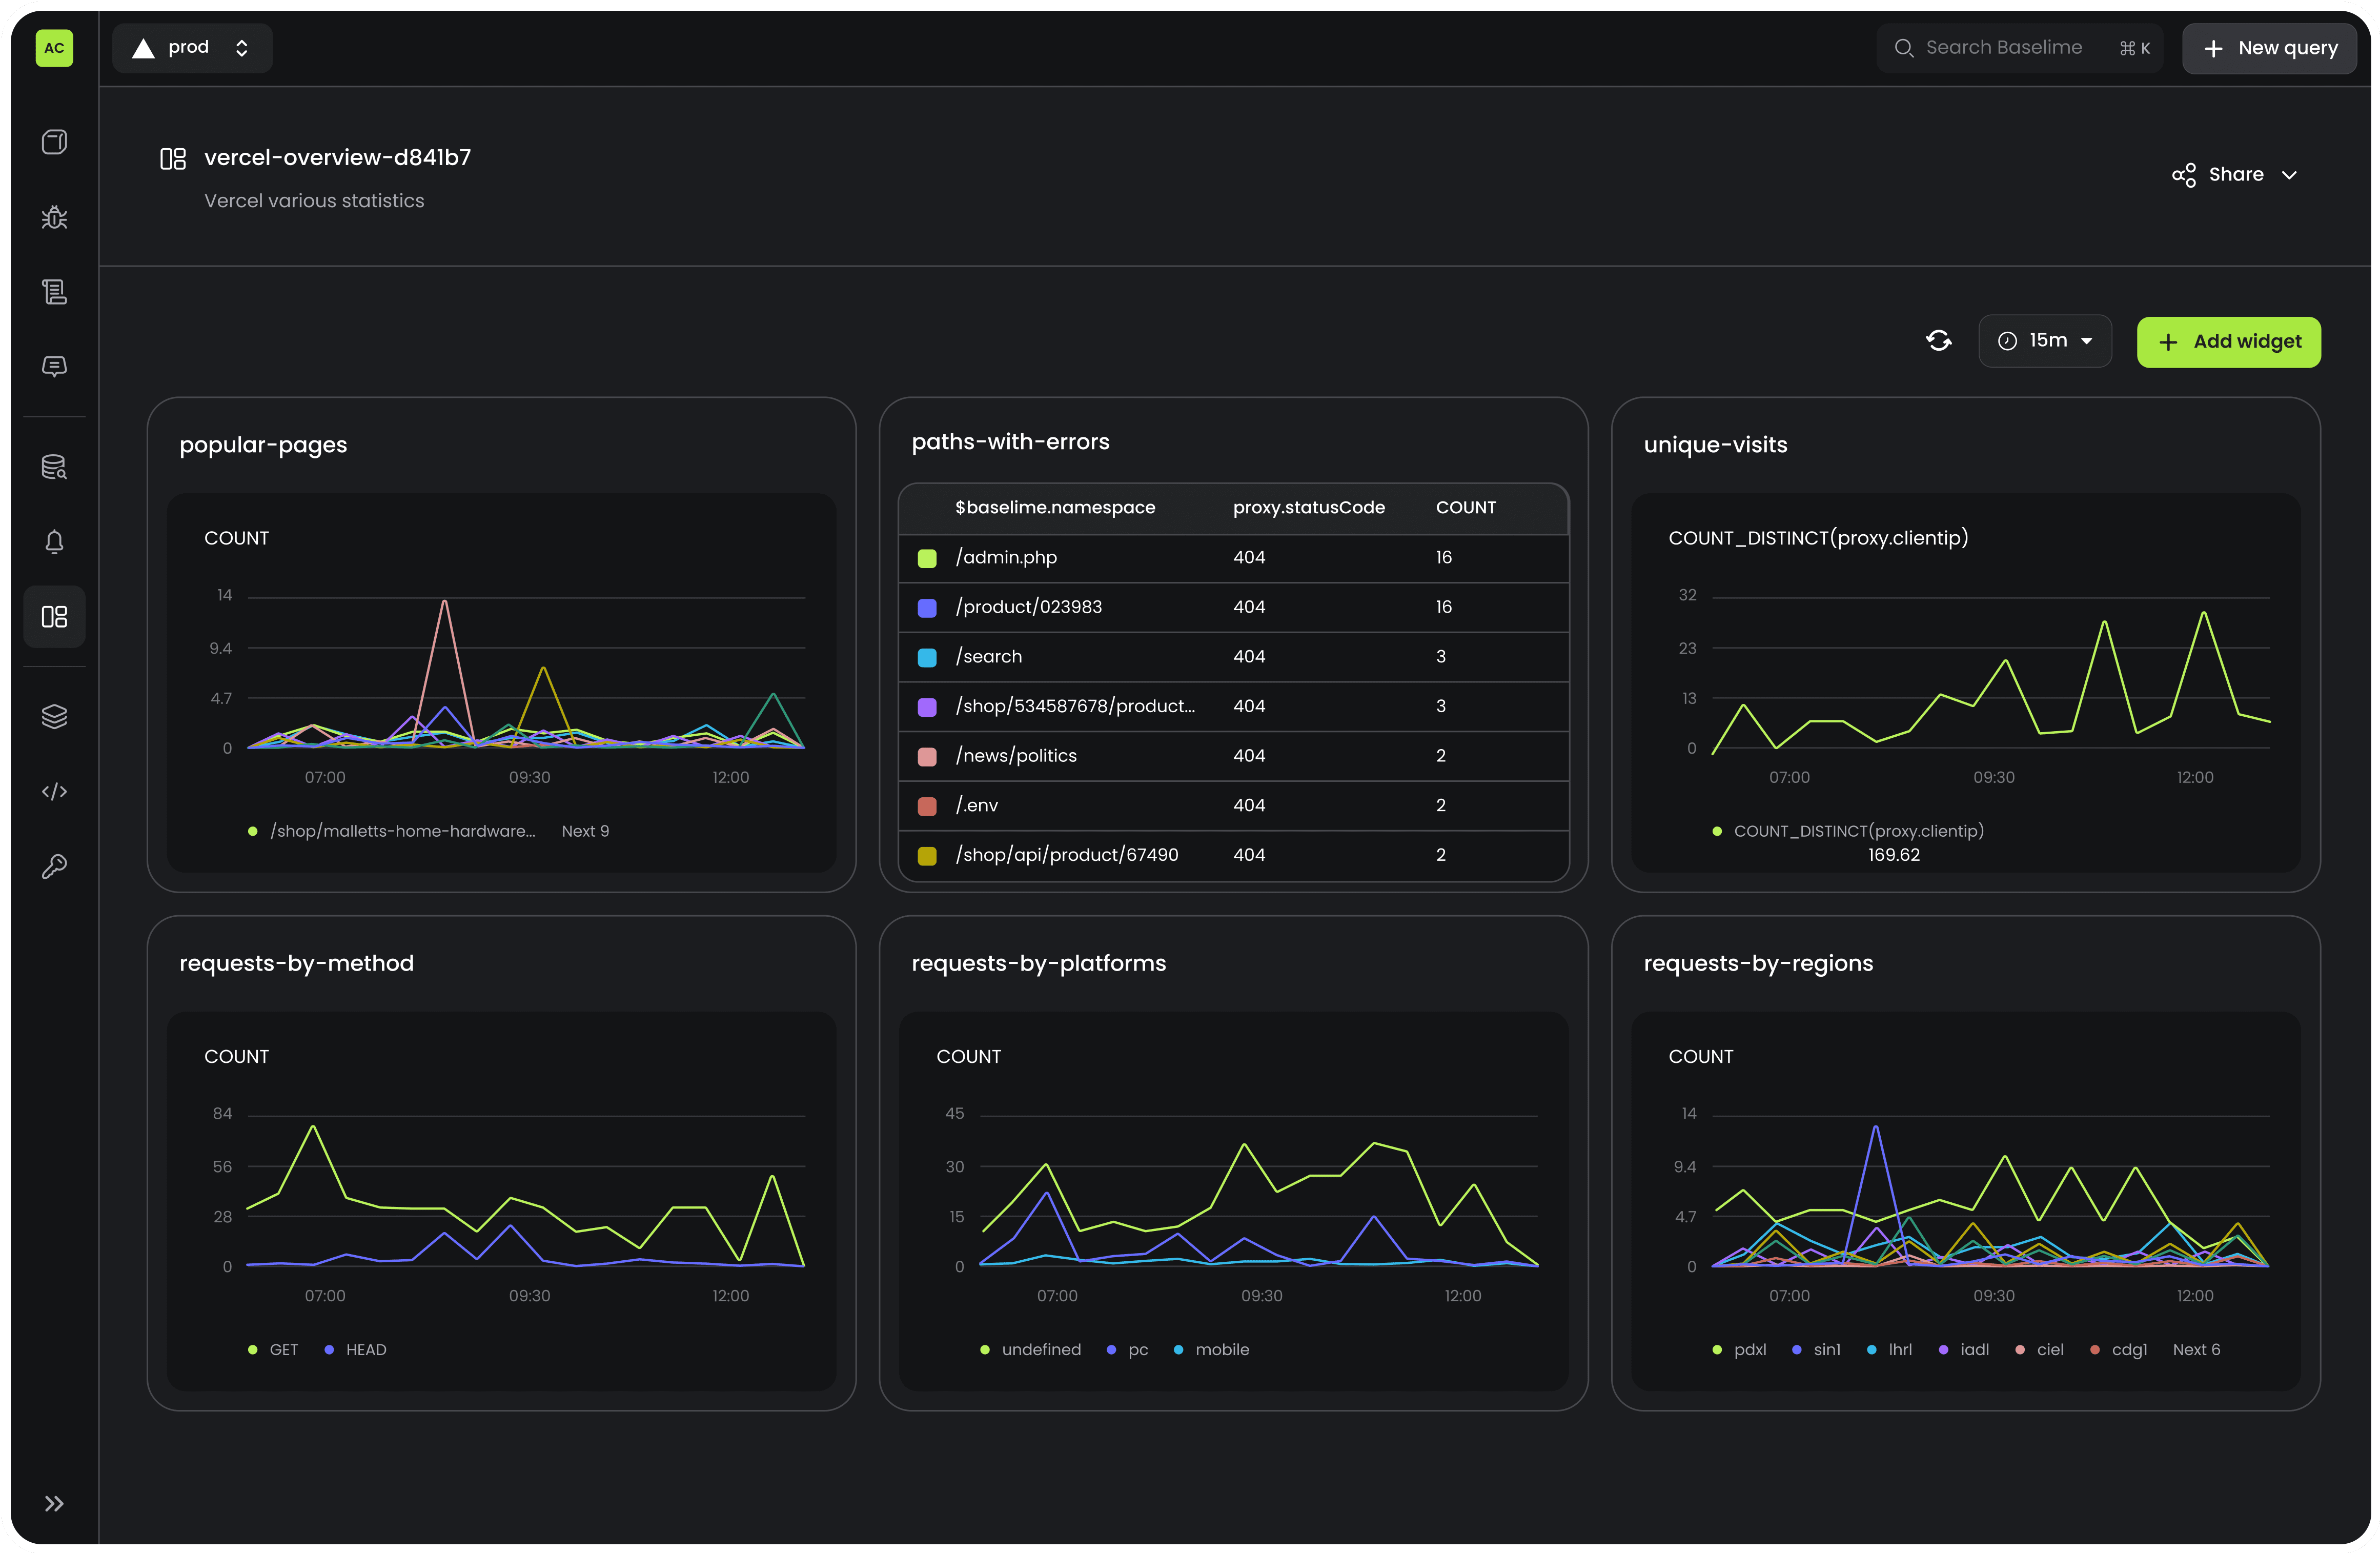 AC
prod
Search Baselime
⌘ K
+ New query
vercel-overview-d841b7
Vercel various statistics
Share
15m
+ Add widget
popular-pages
COUNT
14
9.4
4.7
0
07:00 09:30 12:00
/shop/malletts-home-hardware... Next 9
paths-with-errors
$baselime.namespace proxy.statusCode COUNT
/admin.php 404 16
/product/023983 404 16
/search 404 3
/shop/534587678/product... 404 3
/news/politics 404 2
/.env 404 2
/shop/api/product/67490 404 2
unique-visits
COUNT_DISTINCT(proxy.clientip)
32
23
13
0
07:00 09:30 12:00
COUNT_DISTINCT(proxy.clientip)
169.62
requests-by-method
COUNT
84
56
28
0
07:00 09:30 12:00
GET HEAD
requests-by-platforms
COUNT
45
30
15
0
07:00 09:30 12:00
undefined pc mobile
requests-by-regions
COUNT
14
9.4
4.7
0
07:00 09:30 12:00
pdxl sin1 lhrl iadl ciel cdg1 Next 6